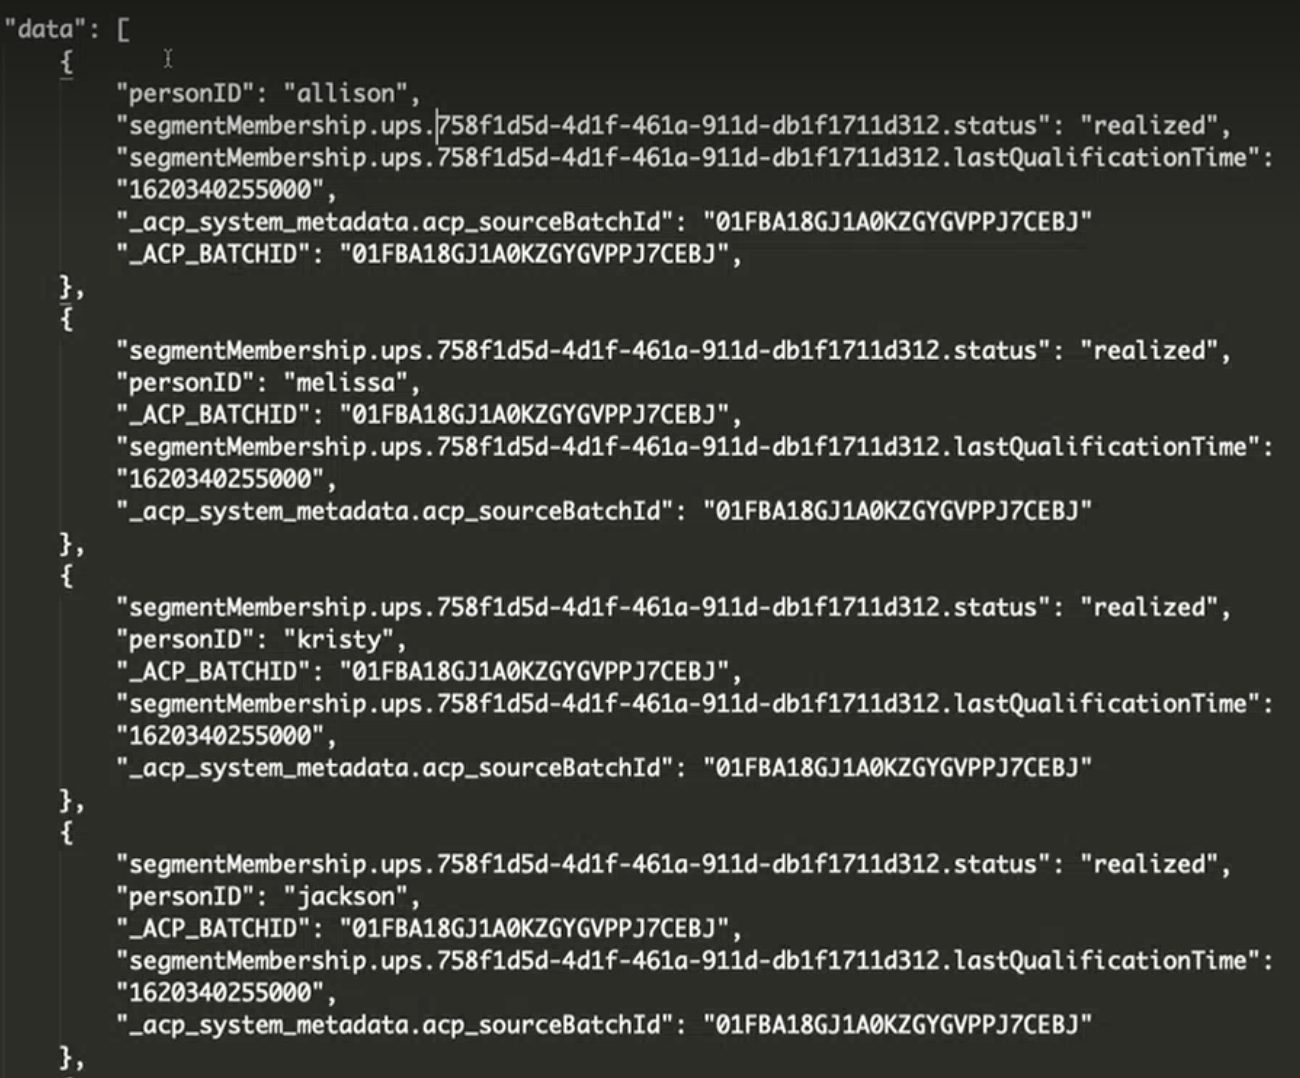 "data": [
{
"personID": "allison",
"segmentMembership.ups.758f1d5d-4d1f-461a-911d-db1f1711d312.status": "realized",
"segmentMembership.ups.758f1d5d-4d1f-461a-911d-db1f1711d312.lastQualificationTime":
"1620340255000",
"_acp_system_metadata.acp_sourceBatchId": "01FBA18GJ1A0KZGYGVPPJ7CEBJ"
"_ACP_BATCHID": "01FBA18GJ1A0KZGYGVPPJ7CEBJ",
},
{
"segmentMembership.ups.758f1d5d-4d1f-461a-911d-db1f1711d312.status": "realized",
"personID": "melissa",
"_ACP_BATCHID": "01FBA18GJ1A0KZGYGVPPJ7CEBJ",
"segmentMembership.ups.758f1d5d-4d1f-461a-911d-db1f1711d312.lastQualificationTime":
"1620340255000",
"_acp_system_metadata.acp_sourceBatchId": "01FBA18GJ1A0KZGYGVPPJ7CEBJ"
},
{
"segmentMembership.ups.758f1d5d-4d1f-461a-911d-db1f1711d312.status": "realized",
"personID": "kristy",
"_ACP_BATCHID": "01FBA18GJ1A0KZGYGVPPJ7CEBJ",
"segmentMembership.ups.758f1d5d-4d1f-461a-911d-db1f1711d312.lastQualificationTime":
"1620340255000",
"_acp_system_metadata.acp_sourceBatchId": "01FBA18GJ1A0KZGYGVPPJ7CEBJ"
},
{
"segmentMembership.ups.758f1d5d-4d1f-461a-911d-db1f1711d312.status": "realized",
"personID": "jackson",
"_ACP_BATCHID": "01FBA18GJ1A0KZGYGVPPJ7CEBJ",
"segmentMembership.ups.758f1d5d-4d1f-461a-911d-db1f1711d312.lastQualificationTime":
"1620340255000",
"_acp_system_metadata.acp_sourceBatchId": "01FBA18GJ1A0KZGYGVPPJ7CEBJ"
},